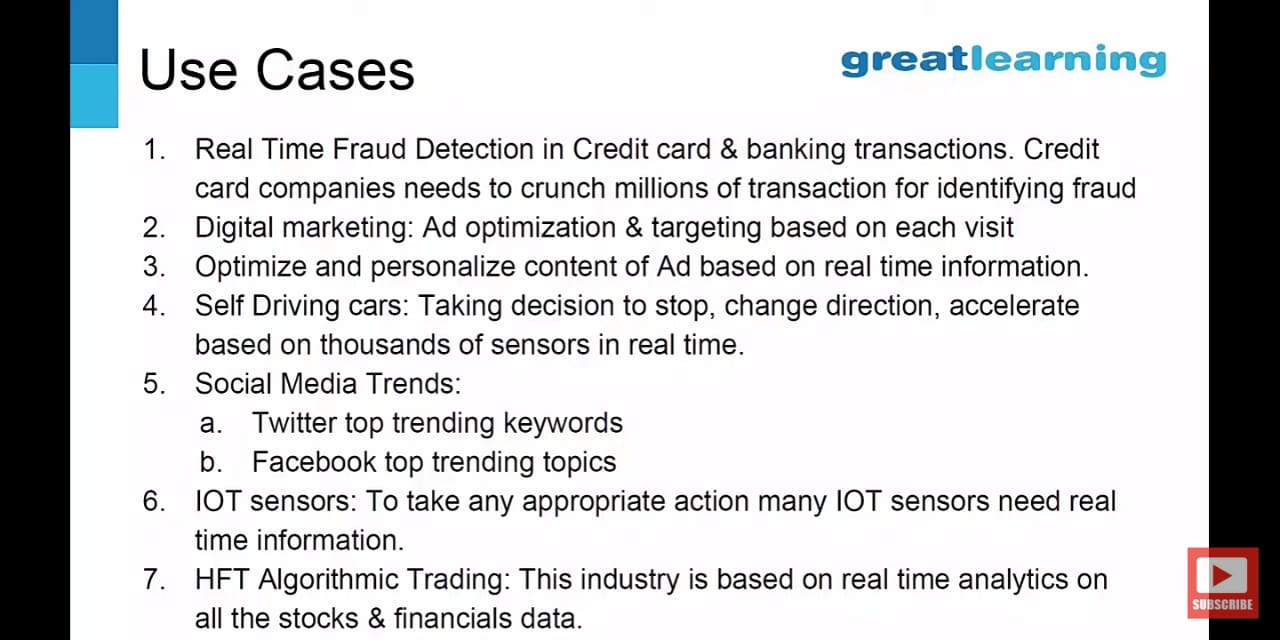 Use Cases
greatlearning
1. Real Time Fraud Detection in Credit card & banking transactions. Credit
card companies needs to crunch millions of transaction for identifying fraud
2. Digital marketing: Ad optimization & targeting based on each visit
3. Optimize and personalize content of Ad based on real time information.
4. Self Driving cars: Taking decision to stop, change direction, accelerate
based on thousands of sensors in real time.
5. Social Media Trends:
a. Twitter top trending keywords
b. Facebook top trending topics
6. IOT sensors: To take any appropriate action many IOT sensors need real
time information.
7. HFT Algorithmic Trading: This industry is based on real time analytics on
all the stocks & financials data.
SUBSCRIBE